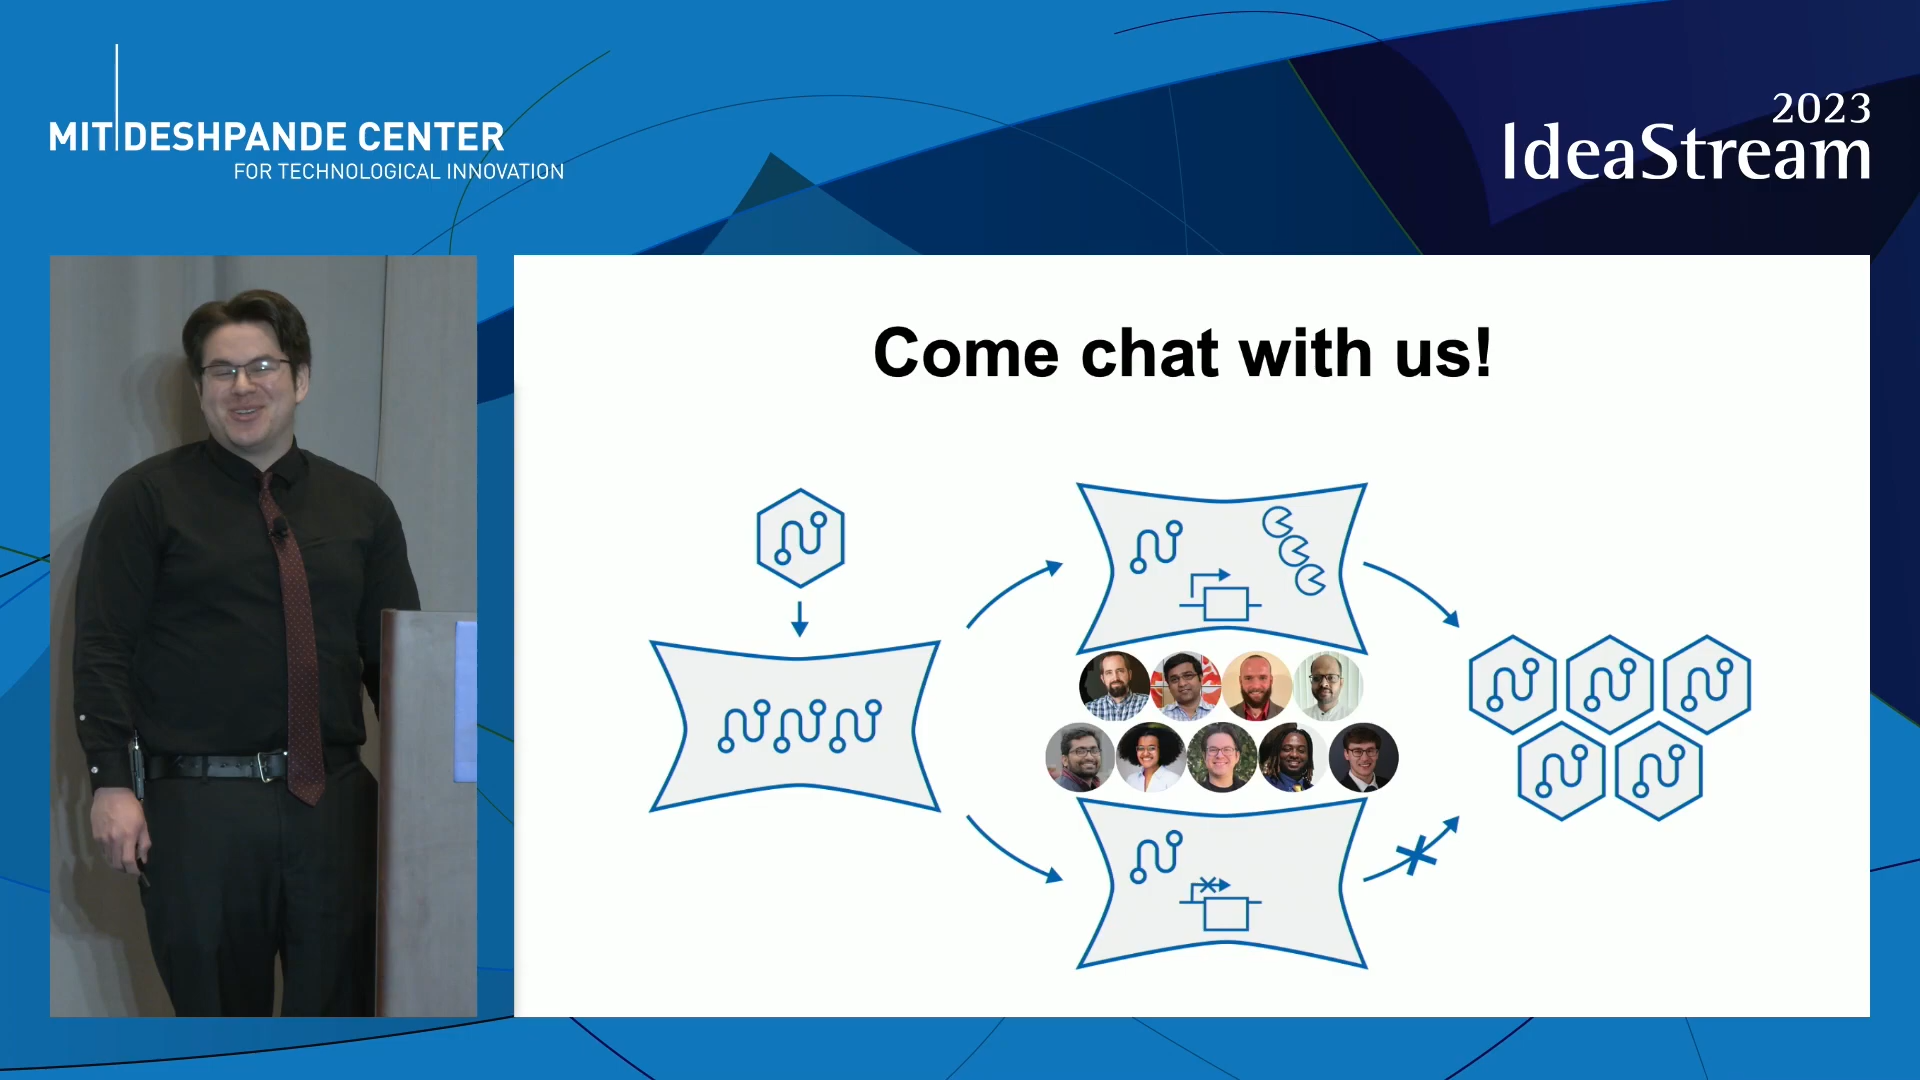 MIT DESHPANDE CENTER
FOR TECHNOLOGICAL INNOVATION
2023
IdeaStream
Come chat with us!